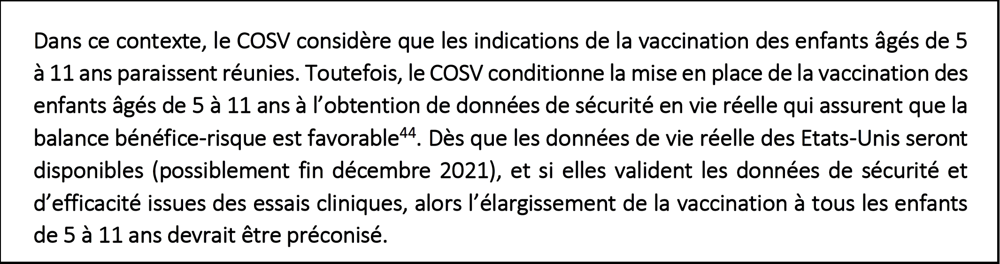 Dans ce contexte, le COSV considère que les indications de la vaccination des enfants âgés de 5
à 11 ans paraissent réunies. Toutefois, le COSV conditionne la mise en place de la vaccination des
enfants âgés de 5 à 11 ans à l’obtention de données de sécurité en vie réelle qui assurent que la
balance bénéfice-risque est favorable⁴⁴. Dès que les données de vie réelle des Etats-Unis seront
disponibles (possiblement fin décembre 2021), et si elles valident les données de sécurité et
d’efficacité issues des essais cliniques, alors l’élargissement de la vaccination à tous les enfants
de 5 à 11 ans devrait être préconisé.